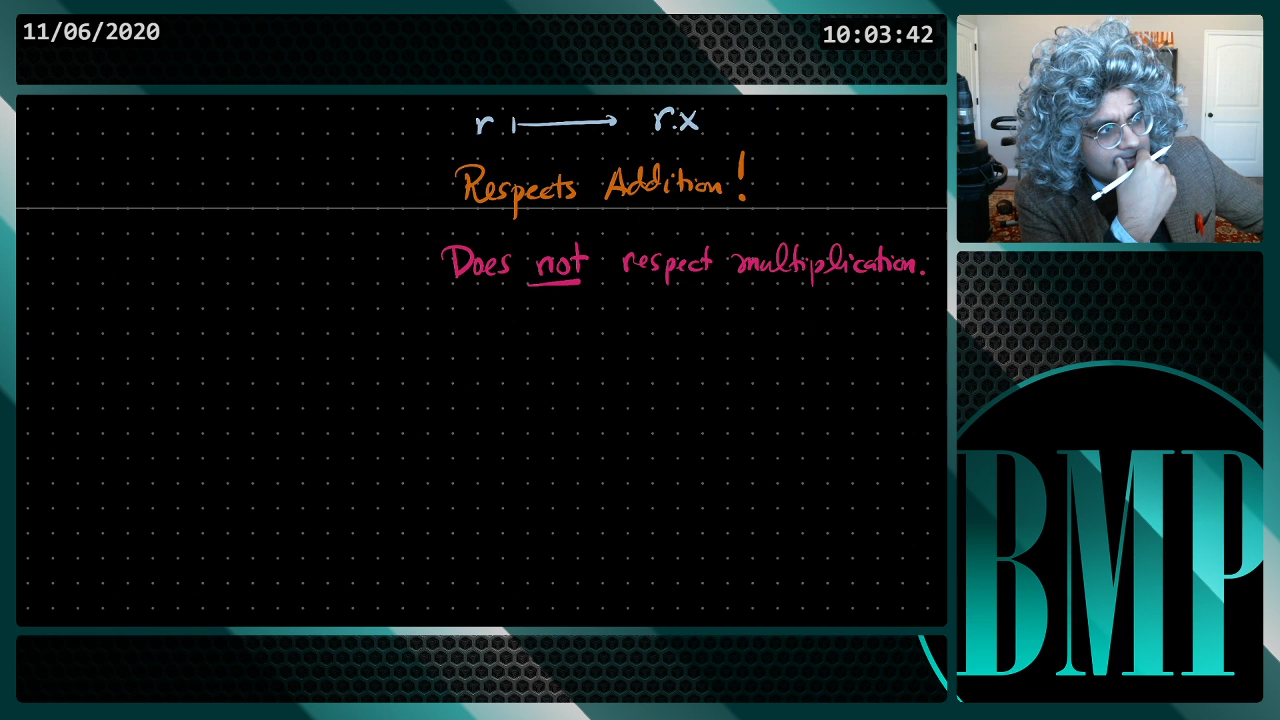 11/06/2020
10:03:42
r ↦ r·x
Respects Addition!
Does not respect multiplication.
BMP